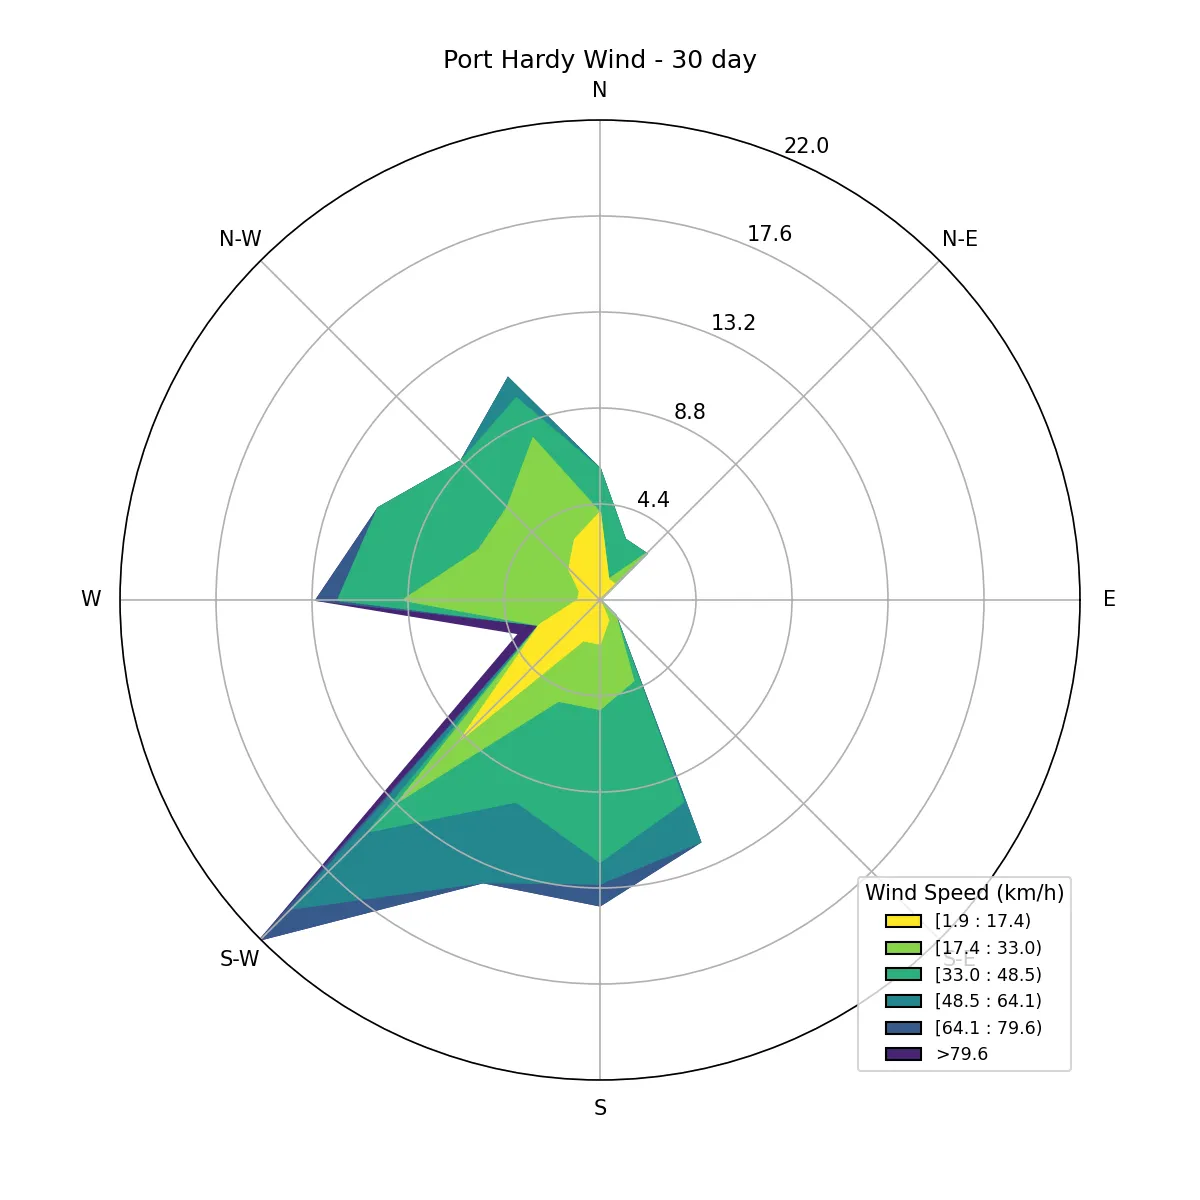 Port Hardy Wind - 30 day
N
22.0
17.6
N-W
N-E
13.2
8.8
4.4
W
E
Wind Speed (km/h)
[1.9 : 17.4)
[17.4 : 33.0)
S-W
S-E
[33.0 : 48.5)
[48.5 : 64.1)
[64.1 : 79.6)
>79.6
S